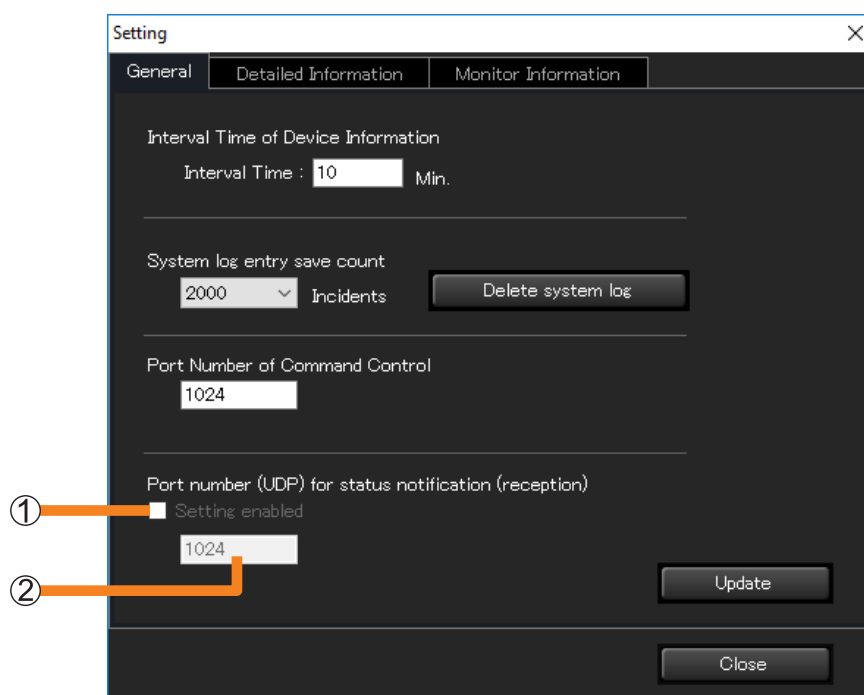 Setting
General Detailed Information Monitor Information
Interval Time of Device Information
Interval Time : 10 Min.
System log entry save count
2000 Incidents Delete system log
Port Number of Command Control
1024
Port number (UDP) for status notification (reception)
① Setting enabled
1024
② Update
Close